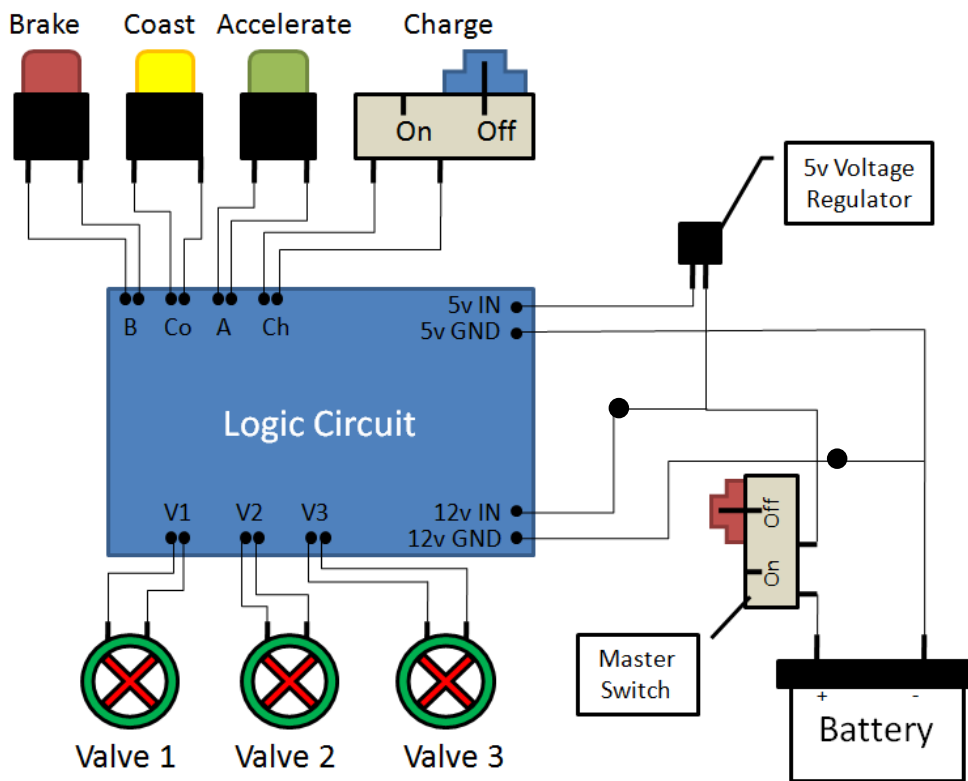 Brake Coast Accelerate Charge
On Off
5v Voltage
Regulator
B Co A Ch
5v IN
5v GND
Logic Circuit
V1 V2 V3
12v IN
12v GND
Off
On
Master
Switch
+ -
Battery
Valve 1 Valve 2 Valve 3